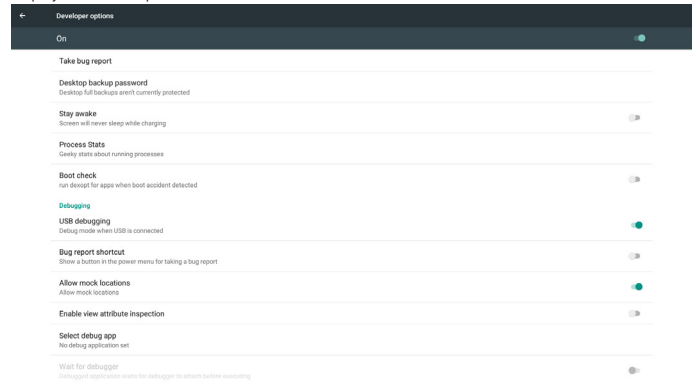 Developer options
On
Take bug report
Desktop backup password
Desktop full backups aren't currently protected
Stay awake
Screen will never sleep while charging
Process Stats
Geeky stats about running processes
Boot check
run dexopt for apps when boot accident detected
Debugging
USB debugging
Debug mode when USB is connected
Bug report shortcut
Show a button in the power menu for taking a bug report
Allow mock locations
Allow mock locations
Enable view attribute inspection
Select debug app
No debug application set
Wait for debugger
Debugged application waits for debugger to attach before executing